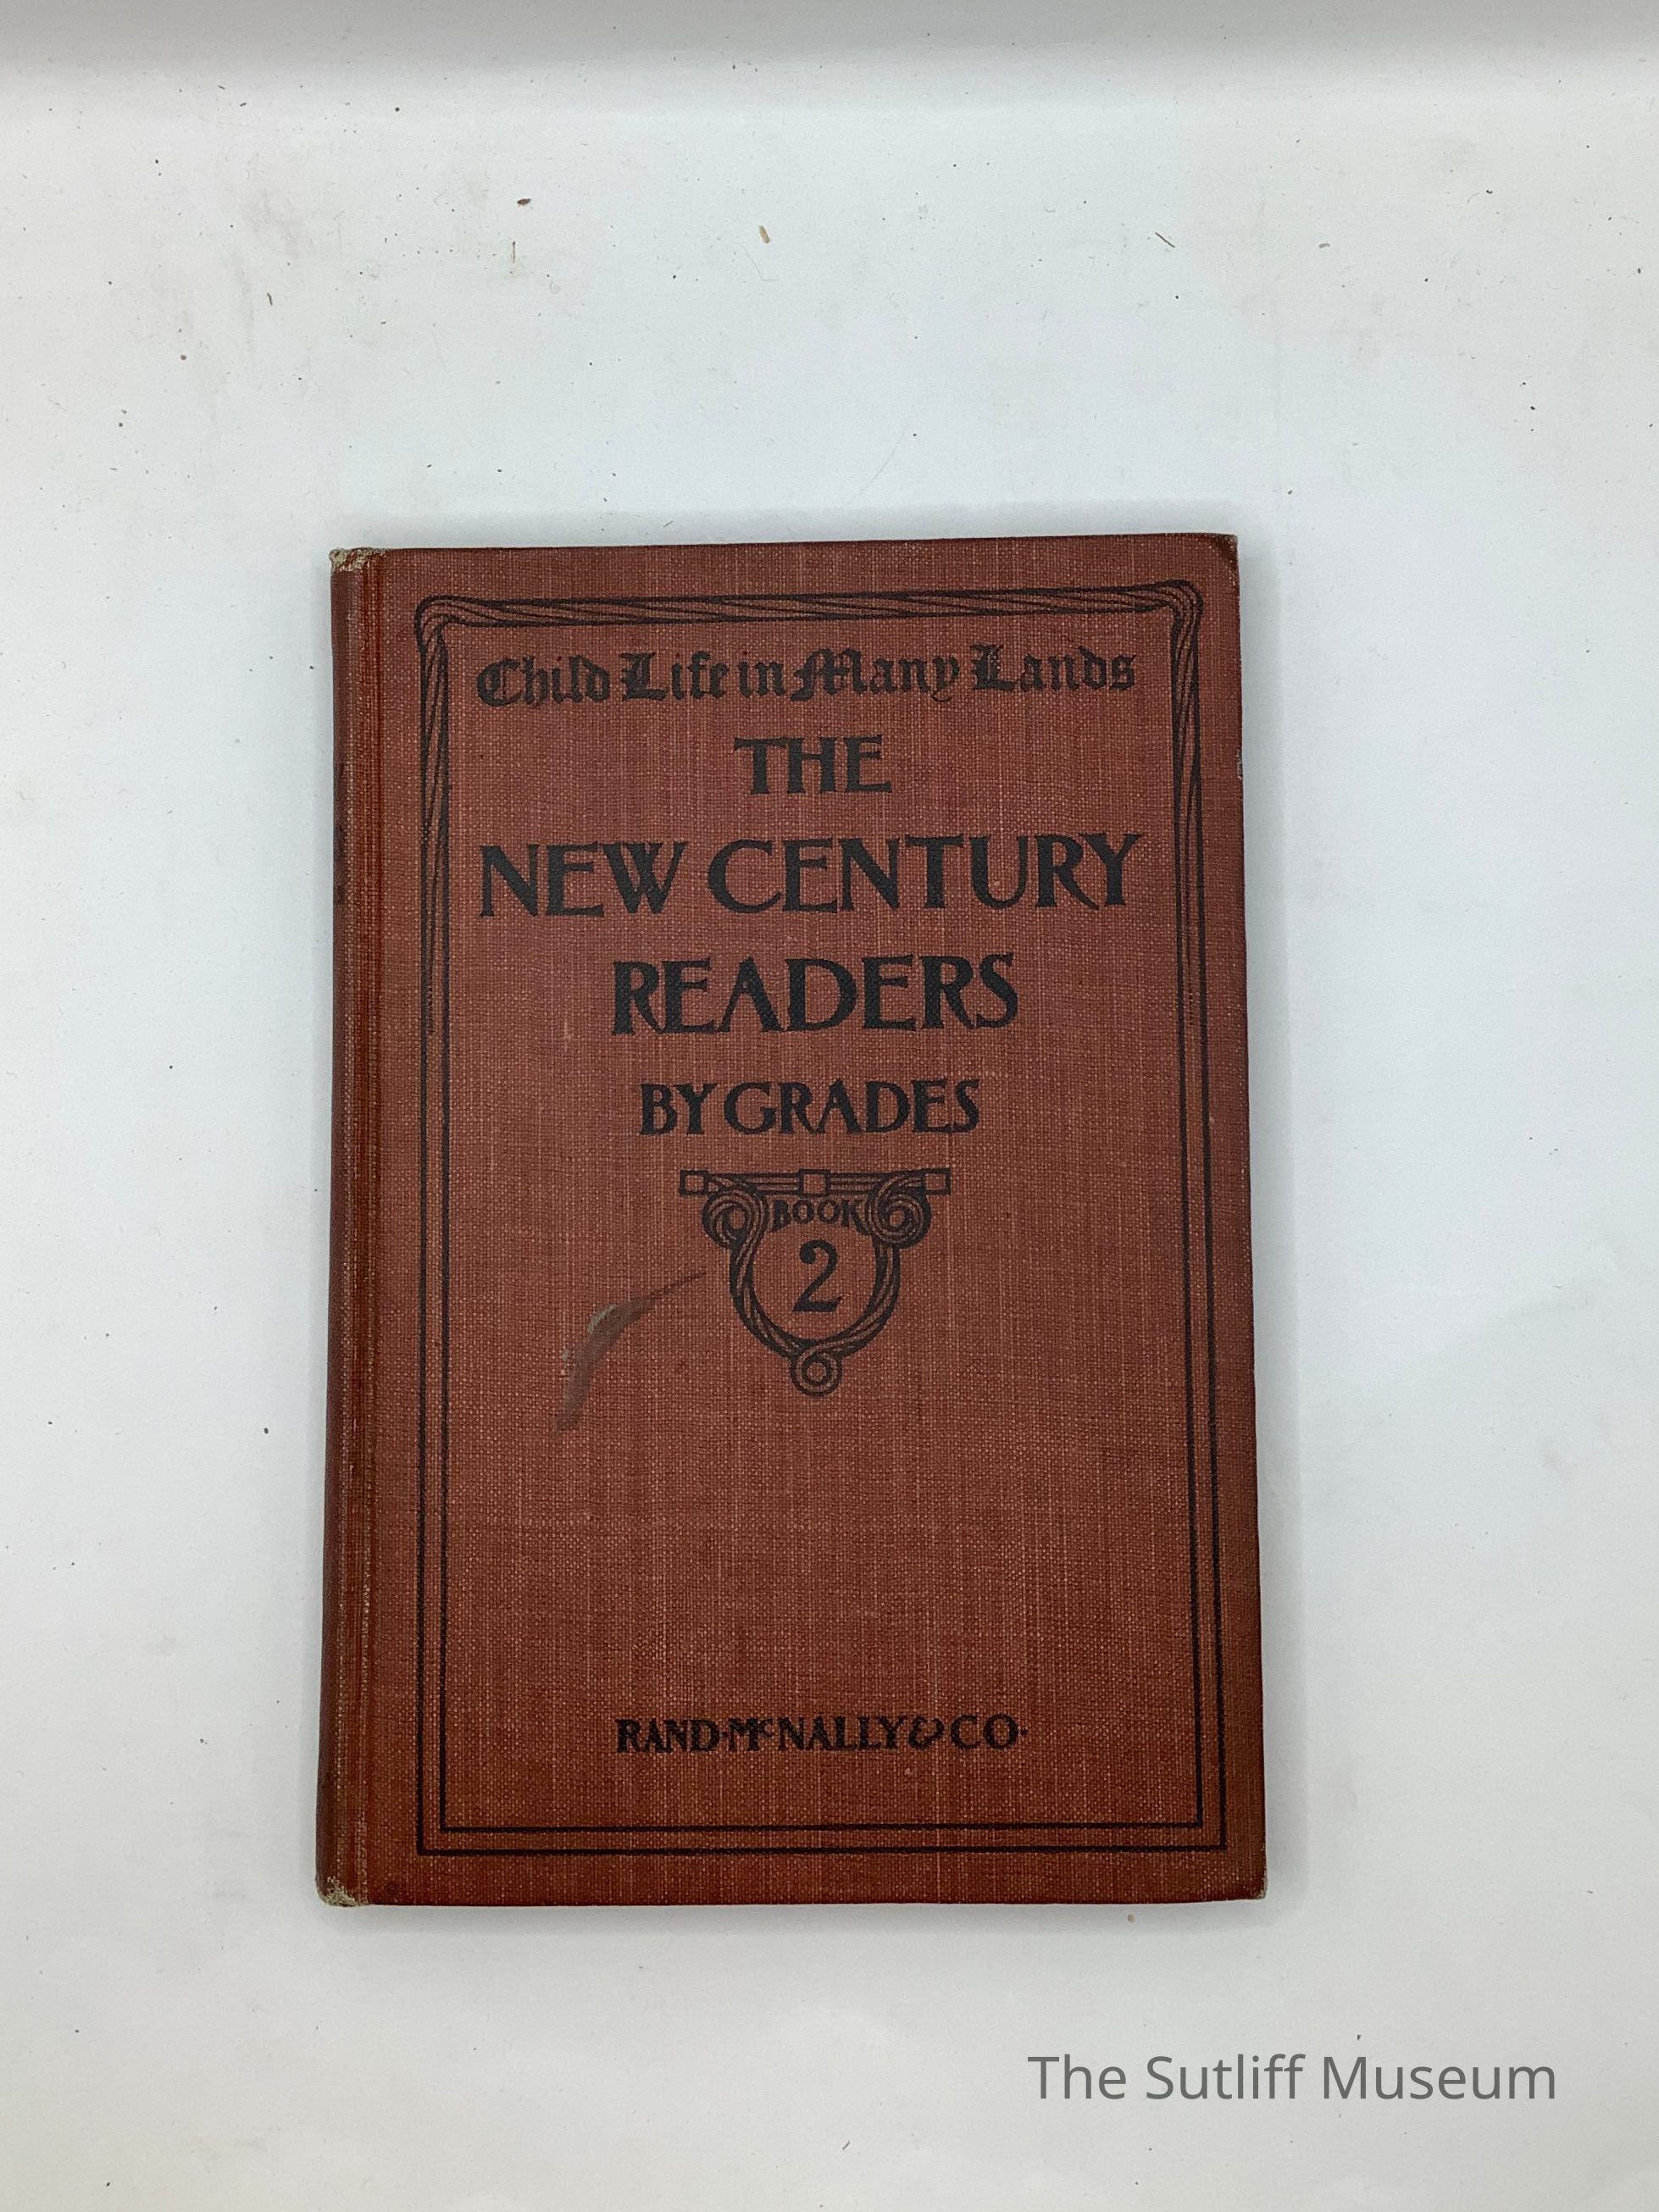 Child Life in Many Lands
THE
NEW CENTURY
READERS
BY GRADES
BOOK
2
RAND·McNALLY & CO·
The Sutliff Museum